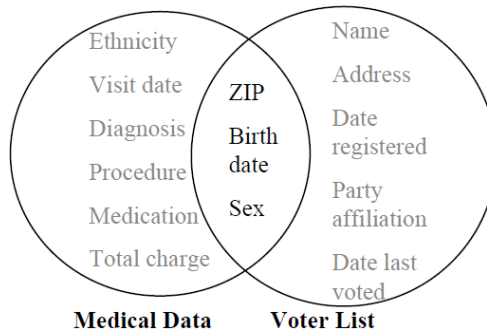 Ethnicity
Visit date
Diagnosis
Procedure
Medication
Total charge
ZIP
Birth
date
Sex
Name
Address
Date
registered
Party
affiliation
Date last
voted
Medical Data
Voter List